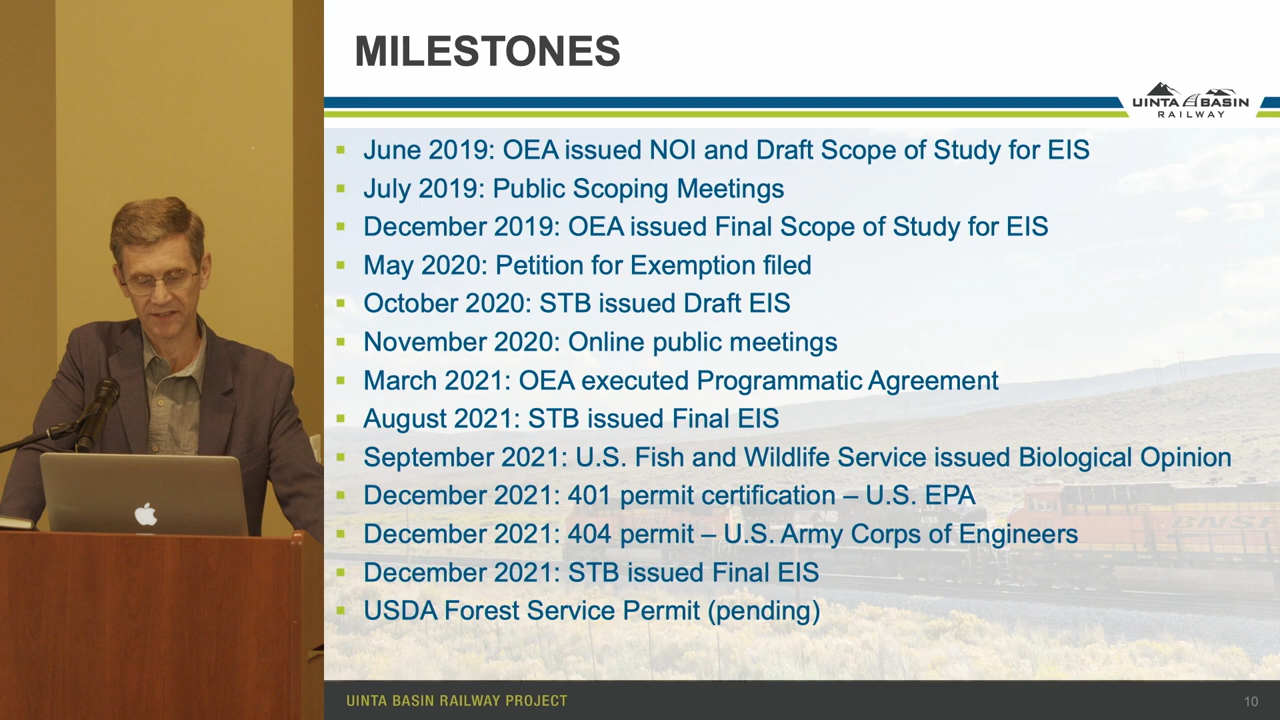 MILESTONES
UINTA BASIN
RAILWAY
June 2019: OEA issued NOI and Draft Scope of Study for EIS
July 2019: Public Scoping Meetings
December 2019: OEA issued Final Scope of Study for EIS
May 2020: Petition for Exemption filed
October 2020: STB issued Draft EIS
November 2020: Online public meetings
March 2021: OEA executed Programmatic Agreement
August 2021: STB issued Final EIS
September 2021: U.S. Fish and Wildlife Service issued Biological Opinion
December 2021: 401 permit certification – U.S. EPA
December 2021: 404 permit – U.S. Army Corps of Engineers
BNSF
December 2021: STB issued Final EIS
USDA Forest Service Permit (pending)
UINTA BASIN RAILWAY PROJECT
10